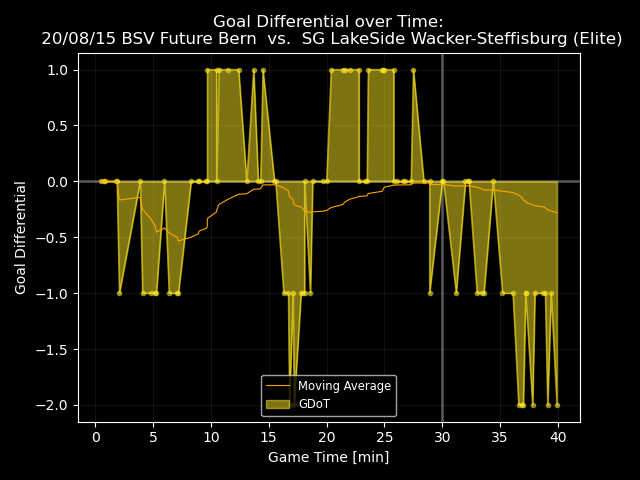 Goal Differential over Time:
20/08/15 BSV Future Bern  vs.  SG LakeSide Wacker-Steffisburg (Elite)
1.0
0.5
0.0
−0.5
−1.0
−1.5
−2.0
Goal Differential
Moving Average
GDoT
0 5 10 15 20 25 30 35 40
Game Time [min]